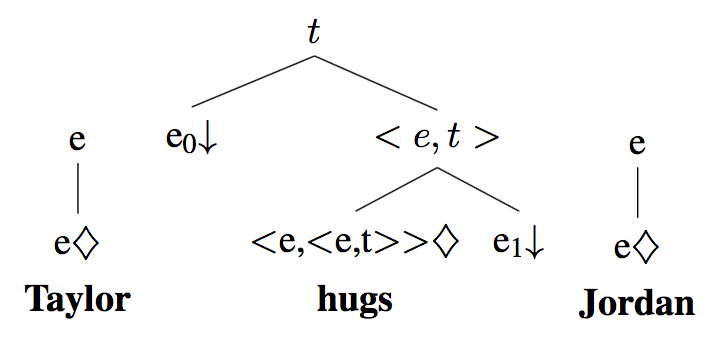 t
e e₀↓ < e, t > e
e◇ <e,<e,t>>◇ e₁↓ e◇
Taylor hugs Jordan